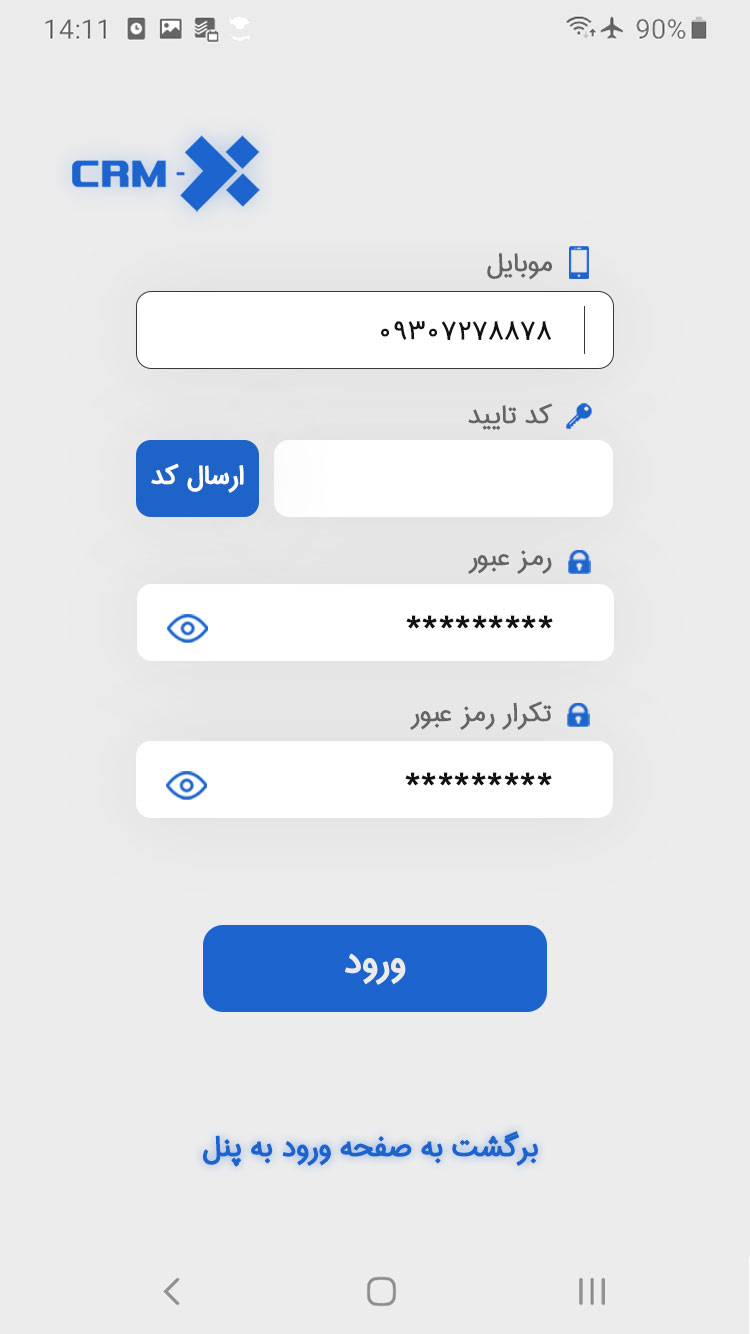 14:11 90%
CRM-X
موبایل
۰۹۳۰۷۲۷۸۸۷۸
کد تایید
ارسال کد
رمز عبور
*********
تکرار رمز عبور
*********
ورود
برگشت به صفحه ورود به پنل